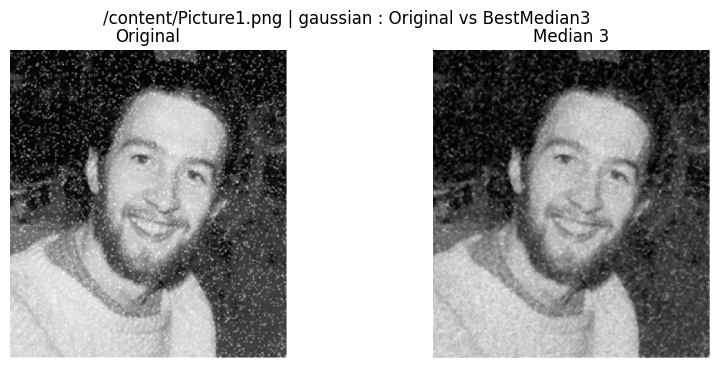 /content/Picture1.png | gaussian : Original vs BestMedian3
Original
Median 3